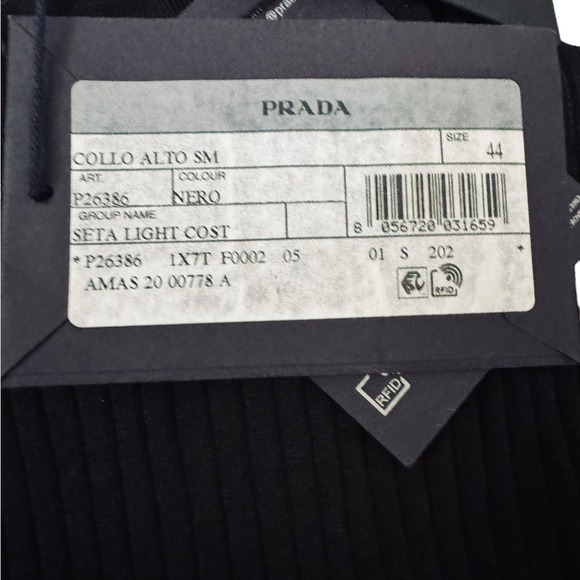 @pra
PRADA
COLLO ALTO SM
SIZE 44
ART. COLOUR
P26386 NERO
GROUP NAME
SETA LIGHT COST
8 056720 031659
* P26386 1X7T F0002 05 01 S 202 *
AMAS 20 00778 A
RFID
RFID